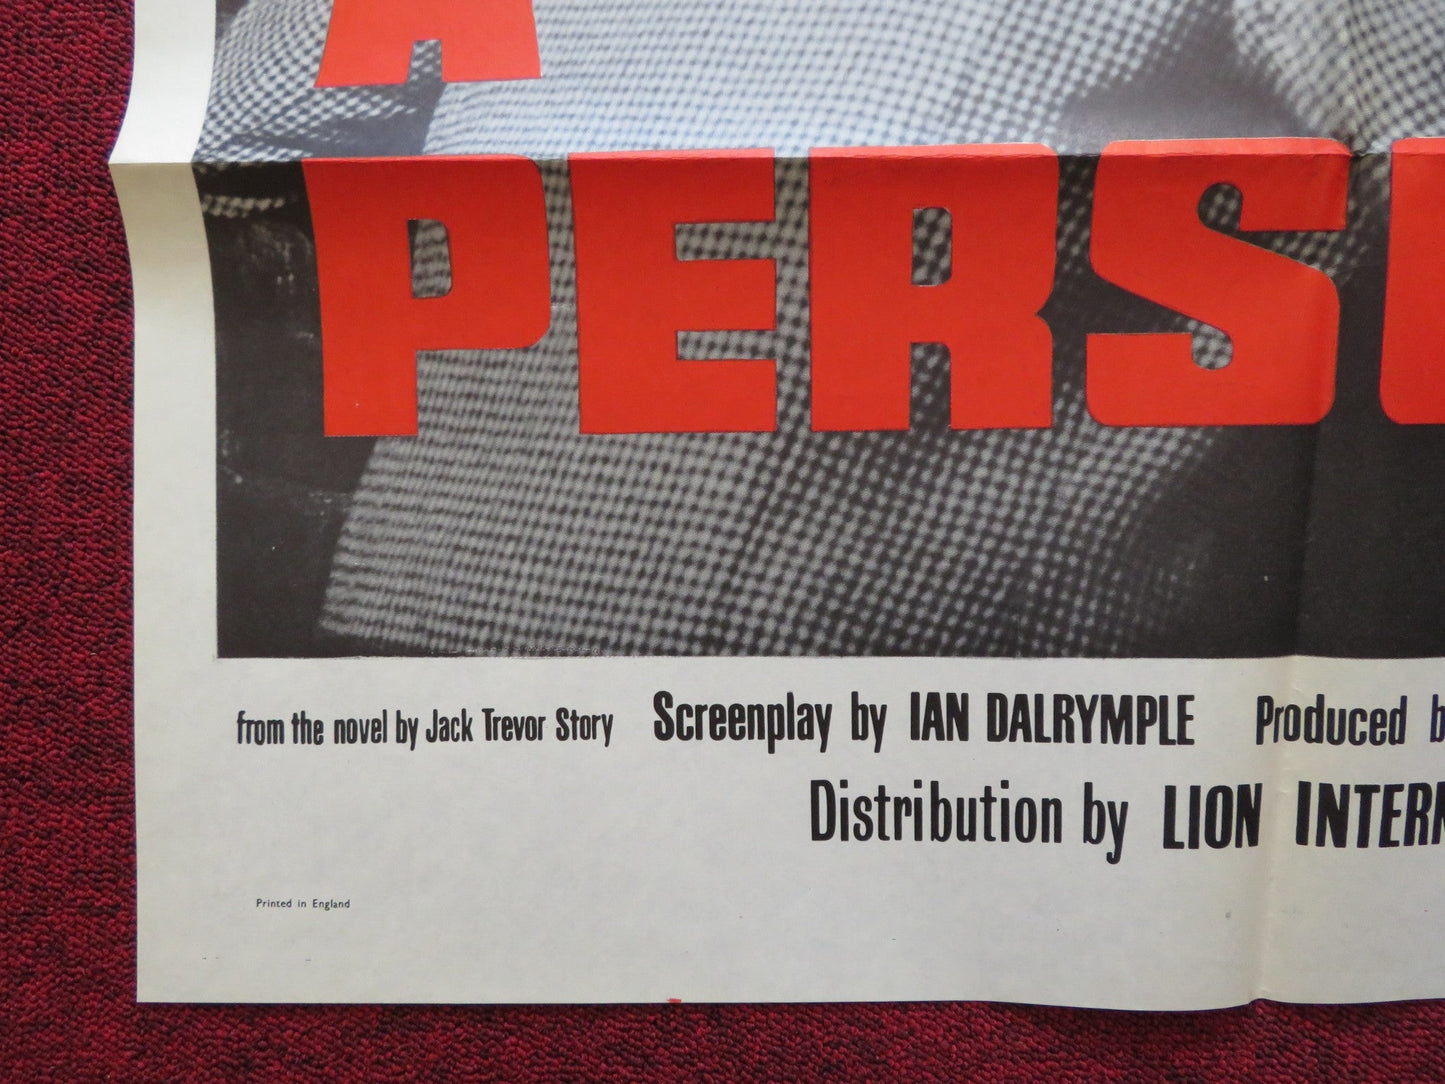 A
PERS
from the novel by Jack Trevor Story Screenplay by IAN DALRYMPLE Produced b
Distribution by LION INTERN
Printed in England